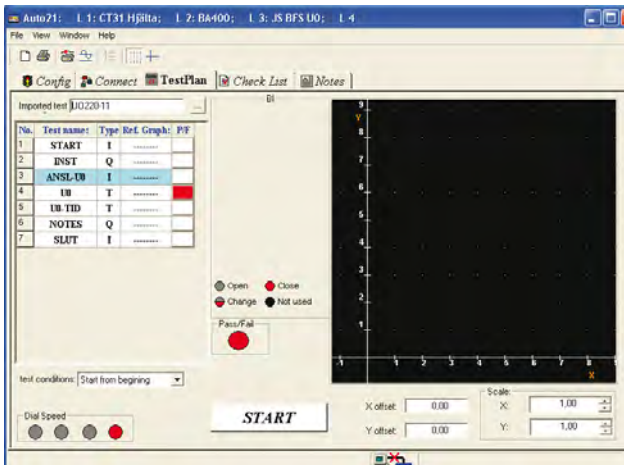 Auto21: L 1: CT31 Hjälta; L 2: BA400; L 3: JS BFS U0; L 4
File View Window Help
Config Connect TestPlan Check List Notes
Imported test U0220-11 ...
BI
No. Test name: Type Ref. Graph: P/F
1 START I --------
2 INST Q --------
3 ANSL-U0 I --------
4 U0 T --------
5 U0-TID T --------
6 NOTES Q --------
7 SLUT I --------
Y
9
8
6
5
4
3
2
1
-1 1 2 3 4 5 6 7 8 9
X
Open Close
Change Not used
Pass/Fail
test conditions: Start from begining
Dial Speed
START
X offset: 0,00
Y offset: 0,00
Scale:
X: 1,00
Y: 1,00